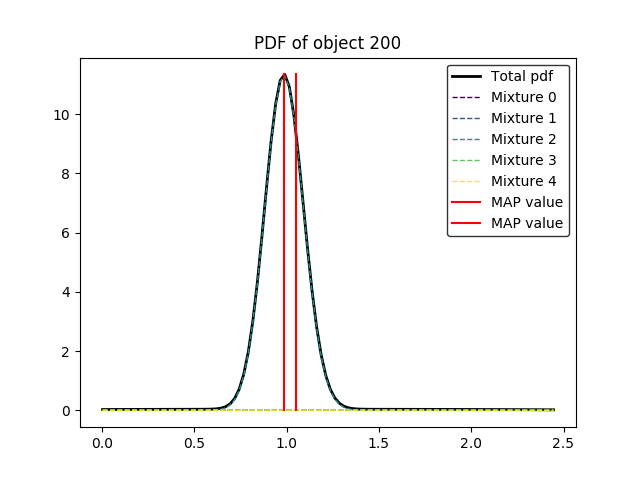 PDF of object 200
Total pdf
Mixture 0
Mixture 1
Mixture 2
Mixture 3
Mixture 4
MAP value
MAP value
10
8
6
4
2
0
0.0 0.5 1.0 1.5 2.0 2.5